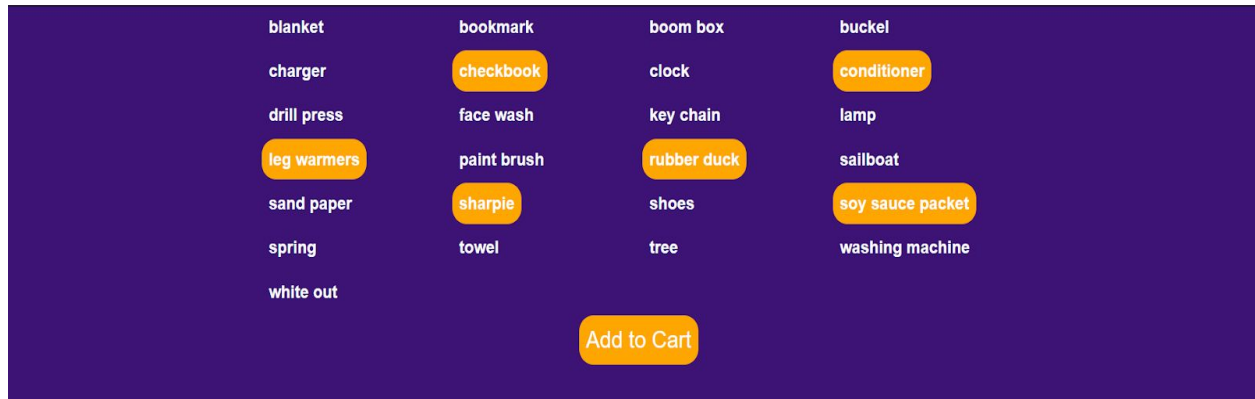 blanket bookmark boom box buckel
charger checkbook clock conditioner
drill press face wash key chain lamp
leg warmers paint brush rubber duck sailboat
sand paper sharpie shoes soy sauce packet
spring towel tree washing machine
white out
Add to Cart